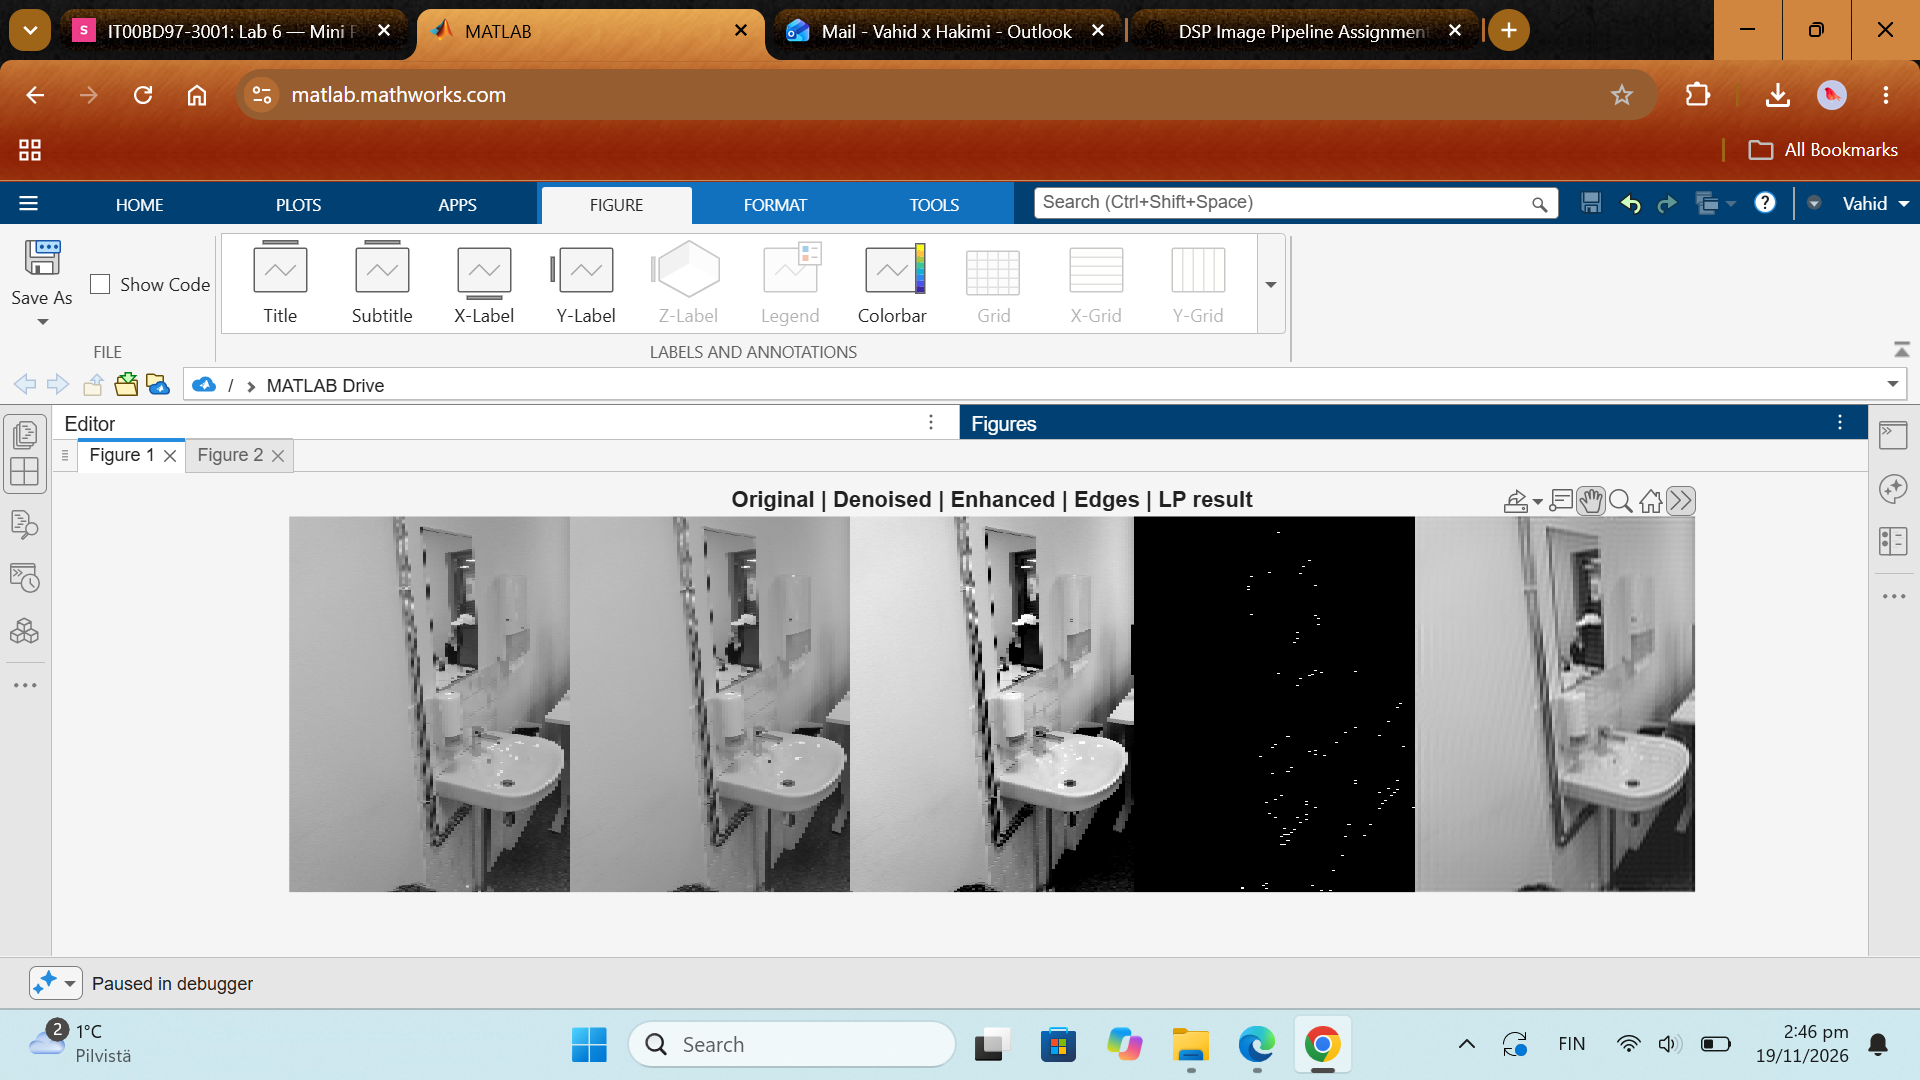 IT00BD97-3001: Lab 6 — Mini
MATLAB
Mail - Vahid x Hakimi - Outlook
DSP Image Pipeline Assignment
matlab.mathworks.com
All Bookmarks
HOME
PLOTS
APPS
FIGURE
FORMAT
TOOLS
Search (Ctrl+Shift+Space)
Vahid
Save As
Show Code
Title
Subtitle
X-Label
Y-Label
Z-Label
Legend
Colorbar
Grid
X-Grid
Y-Grid
FILE
LABELS AND ANNOTATIONS
/
MATLAB Drive
Editor
Figures
Figure 1
Figure 2
Original | Denoised | Enhanced | Edges | LP result
Paused in debugger
2
1°C
Pilvistä
Search
FIN
2:46 pm
19/11/2026